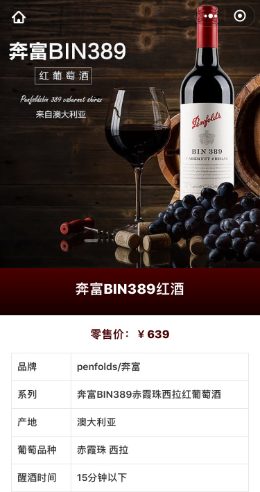 奔富BIN389
红葡萄酒
Penfoldsbin 389 cabernet shiraz
来自澳大利亚
Penfolds
BIN 389
CABERNET SHIRAZ
奔富BIN389红酒
零售价：￥639
品牌 penfolds/奔富
系列 奔富BIN389赤霞珠西拉红葡萄酒
产地 澳大利亚
葡萄品种 赤霞珠 西拉
醒酒时间 15分钟以下